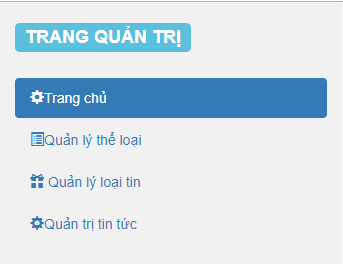 TRANG QUẢN TRỊ
Trang chủ
Quản lý thể loại
Quản lý loại tin
Quản trị tin tức